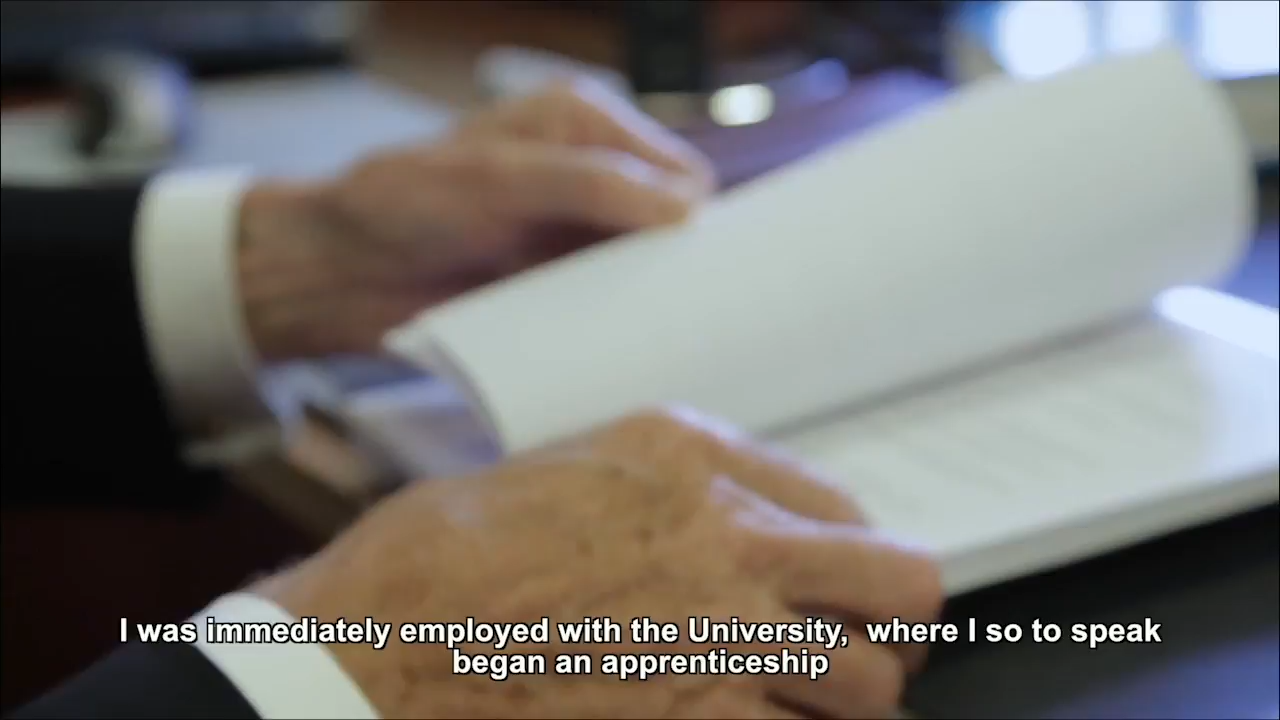 I was immediately employed with the University,  where I so to speak
began an apprenticeship